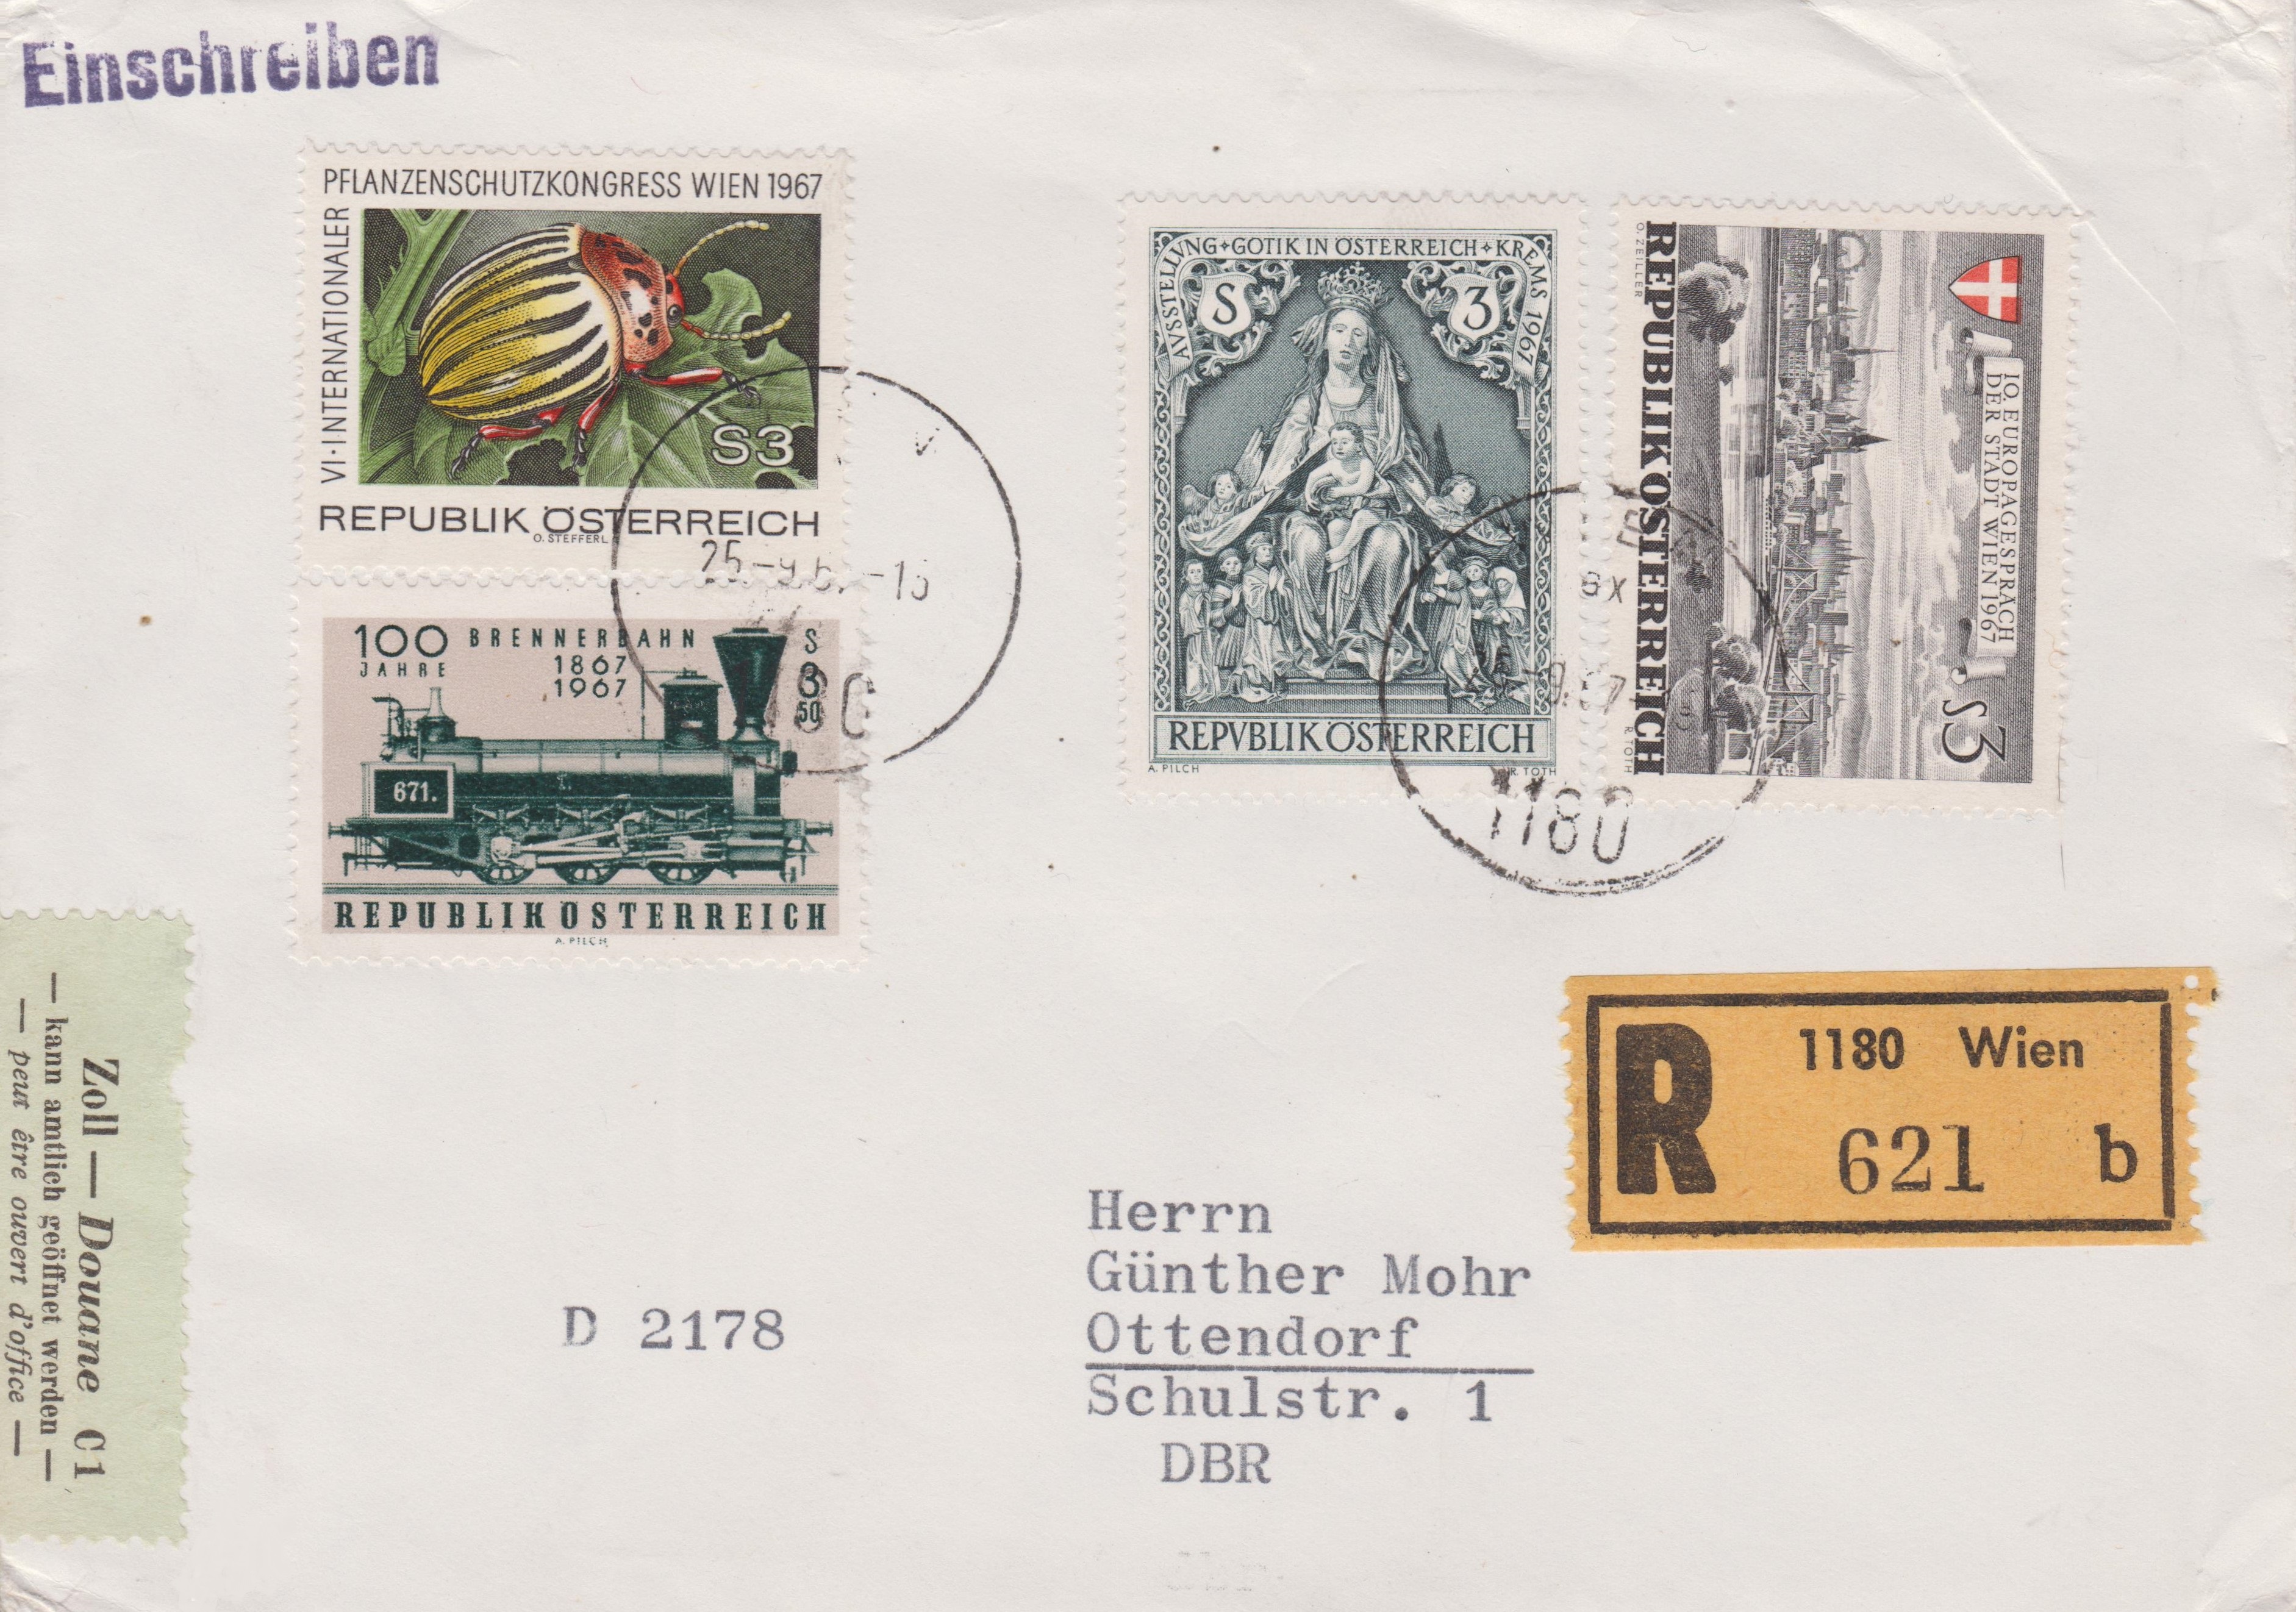 Einschreiben
PFLANZENSCHUTZKONGRESS WIEN 1967
VI·INTERNATIONALER
S3
REPUBLIK ÖSTERREICH
O. STEFFERL
100 BRENNERBAHN S
JAHRE 1867 3
1967 50
671.
REPUBLIK ÖSTERREICH
A. PILCH
AVSSTELLVNG+GOTIK IN ÖSTERREICH+KREMS 1967
S 3
REPVBLIK ÖSTERREICH
A. PILCH R. TOTH
10. EUROPAGESPRÄCH
DER STADT WIEN 1967
S3
REPUBLIK ÖSTERREICH
O. ZEILLER R. TOTH
1180
R 1180 Wien
621 b
Zoll — Douane C1
— kann amtlich geöffnet werden —
— peut être ouvert d'office —
D 2178
Herrn
Günther Mohr
Ottendorf
Schulstr. 1
DBR